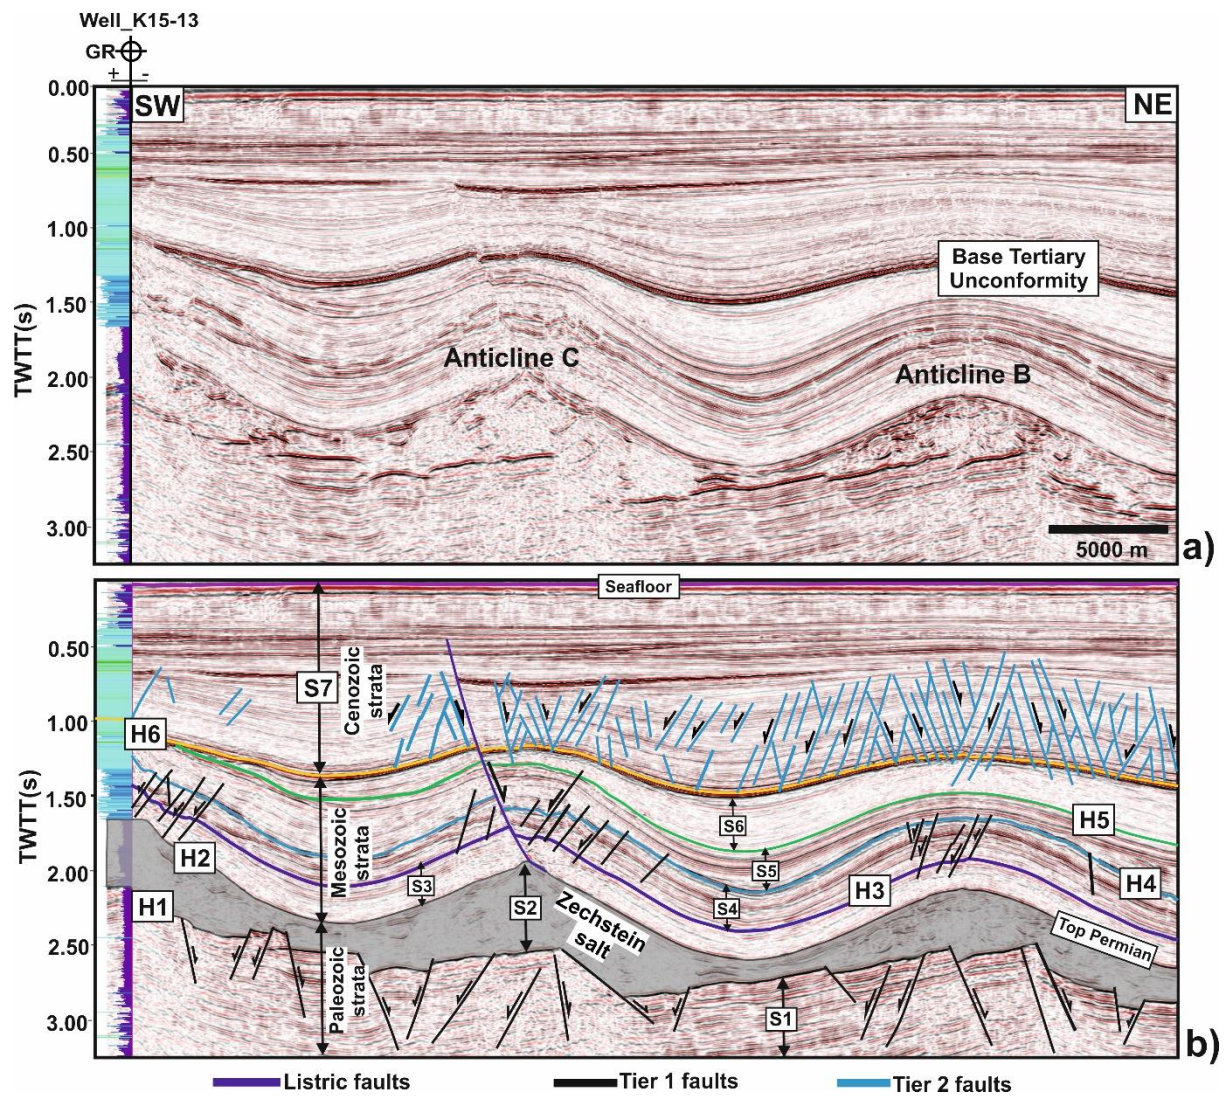 Well_K15-13
GR
+ -
SW
NE
0.00
0.50
1.00
1.50
2.00
2.50
3.00
TWTT(s)
Base Tertiary
Unconformity
Anticline C
Anticline B
5000 m
a)
Seafloor
0.50
1.00
1.50
2.00
2.50
3.00
TWTT(s)
S7
Cenozoic
strata
H6
Mesozoic strata
S6
H5
S5
H2
S3
H3
H4
S4
H1
S2
Zechstein
salt
Top Permian
Paleozoic
strata
S1
b)
Listric faults
Tier 1 faults
Tier 2 faults